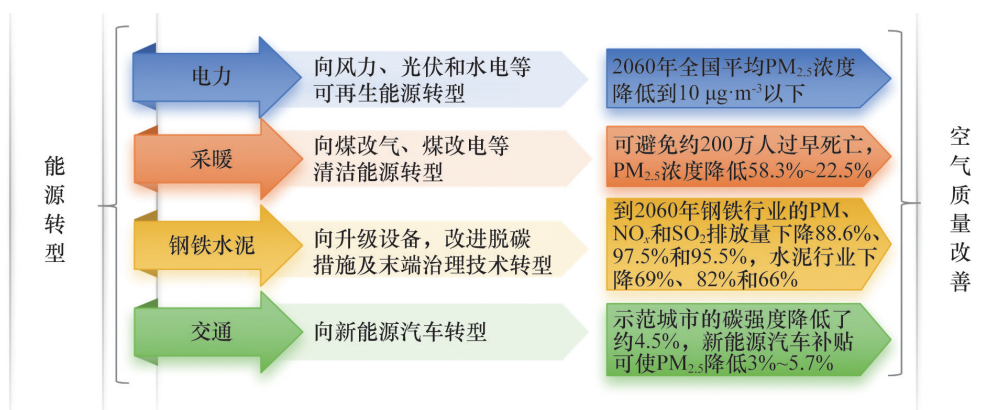 能源转型
电力
向风力、光伏和水电等
可再生能源转型
2060年全国平均PM2.5浓度
降低到10 μg·m-3以下
采暖
向煤改气、煤改电等
清洁能源转型
可避免约200万人过早死亡，
PM2.5浓度降低58.3%~22.5%
钢铁水泥
向升级设备，改进脱碳
措施及末端治理技术转型
到2060年钢铁行业的PM、
NOx和SO2排放量下降88.6%、
97.5%和95.5%，水泥行业下
降69%、82%和66%
交通
向新能源汽车转型
示范城市的碳强度降低了
约4.5%，新能源汽车补贴
可使PM2.5降低3%~5.7%
空气质量改善